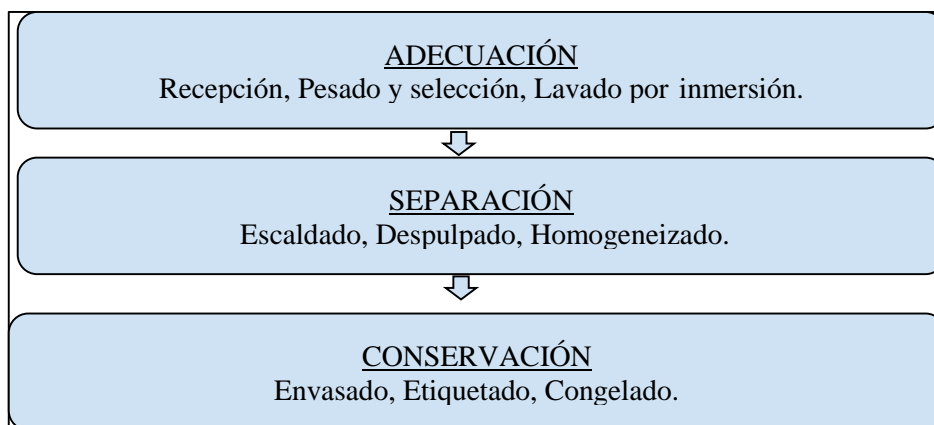 ADECUACIÓN
Recepción, Pesado y selección, Lavado por inmersión.
SEPARACIÓN
Escaldado, Despulpado, Homogeneizado.
CONSERVACIÓN
Envasado, Etiquetado, Congelado.